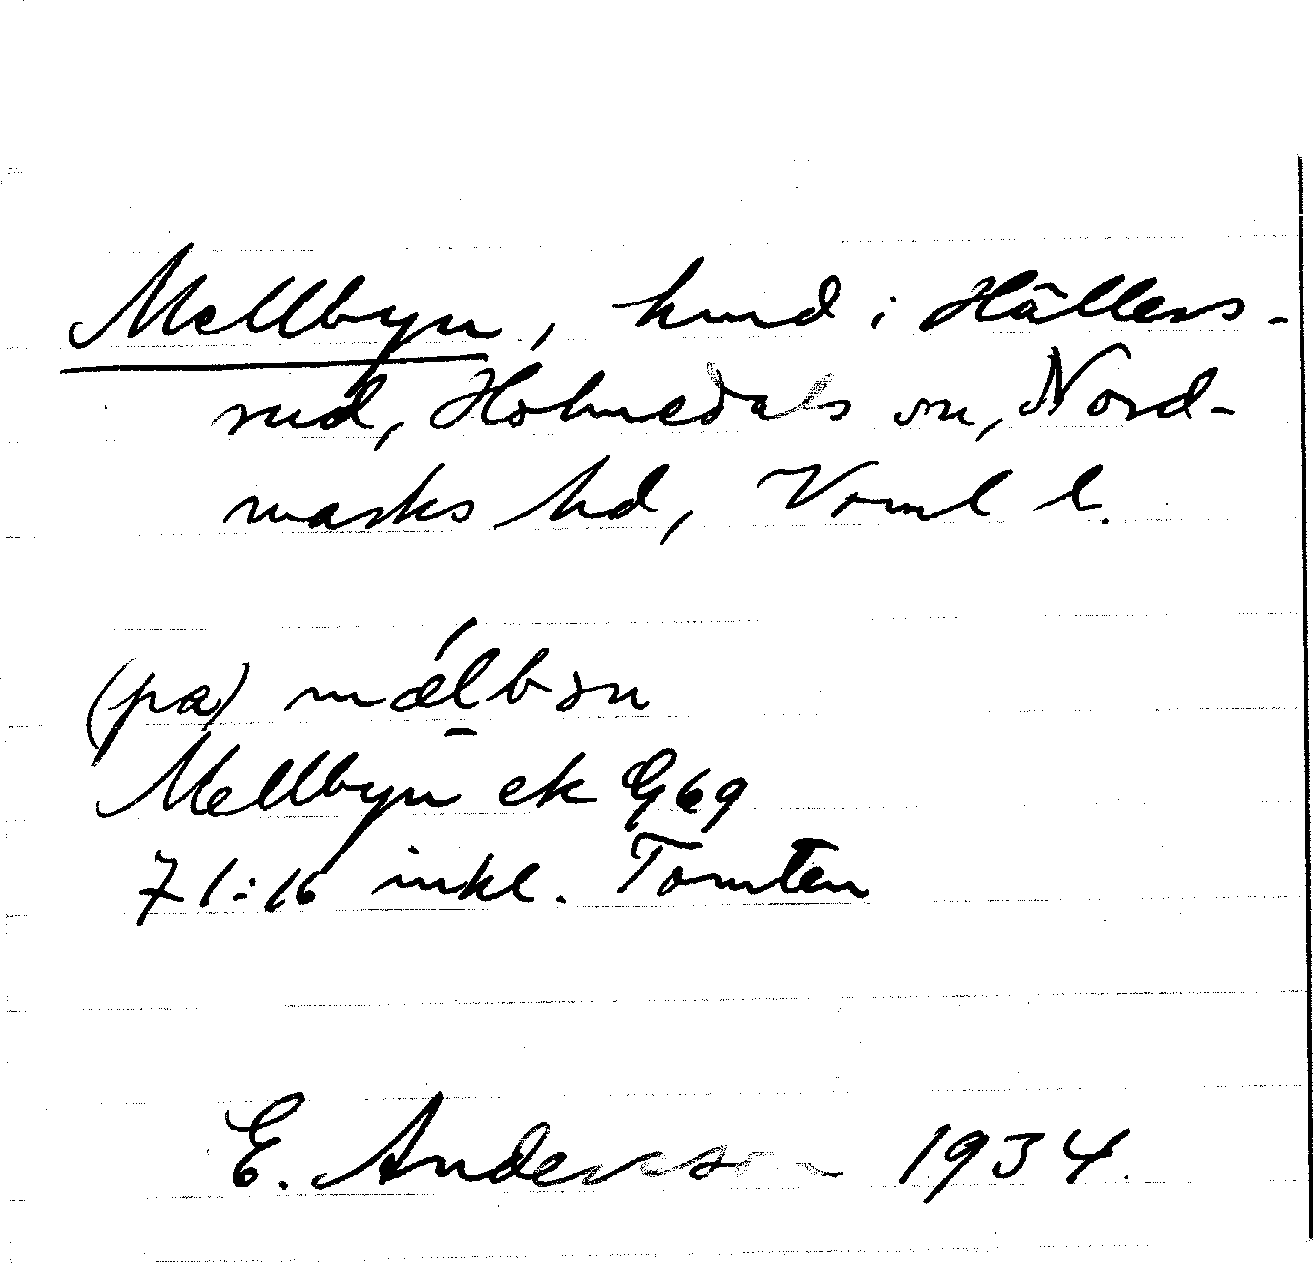 Mellbyn, hmd i Hällers-
rud, Holmedals sn, Nord-
marks hd, Vrml l.
(pa) mǽlbən
Mellbyn ek G69
71:16 inkl. Tomten
E. Anderson 1934.